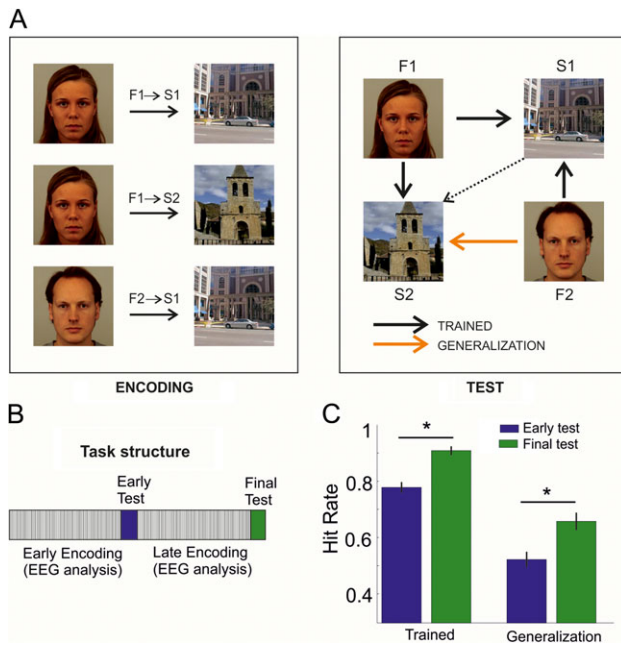 A
F1→S1
F1→S2
F2→S1
ENCODING
F1
S1
S2
F2
TRAINED
GENERALIZATION
TEST
B
Task structure
Early
Test
Final
Test
Early Encoding
(EEG analysis)
Late Encoding
(EEG analysis)
C
Early test
Final test
*
*
Hit Rate
1
0.8
0.6
0.4
Trained
Generalization